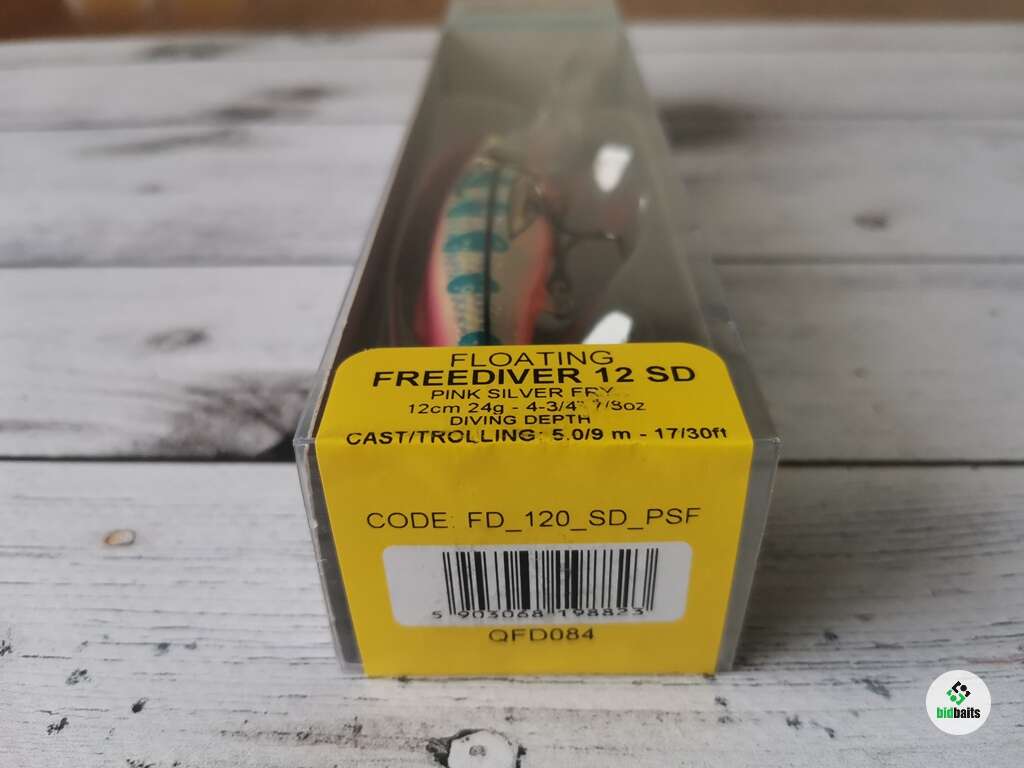 FLOATING
FREEDIVER 12 SD
PINK SILVER FRY
12cm 24g - 4-3/4" 7/8oz
DIVING DEPTH
CAST/TROLLING: 5.0/9 m - 17/30ft
CODE: FD_120_SD_PSF
5 903068 198823
QFD084
bidbaits